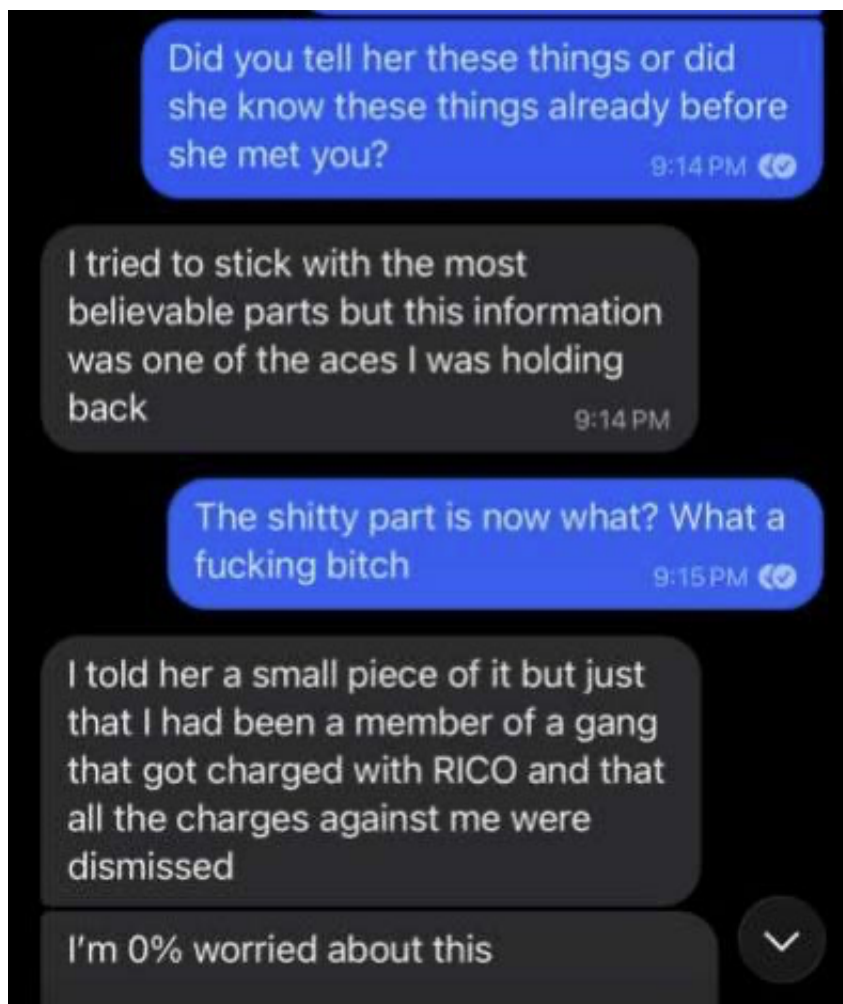 Did you tell her these things or did
she know these things already before
she met you?
9:14 PM
I tried to stick with the most
believable parts but this information
was one of the aces I was holding
back
9:14 PM
The shitty part is now what? What a
fucking bitch
9:15 PM
I told her a small piece of it but just
that I had been a member of a gang
that got charged with RICO and that
all the charges against me were
dismissed
I'm 0% worried about this